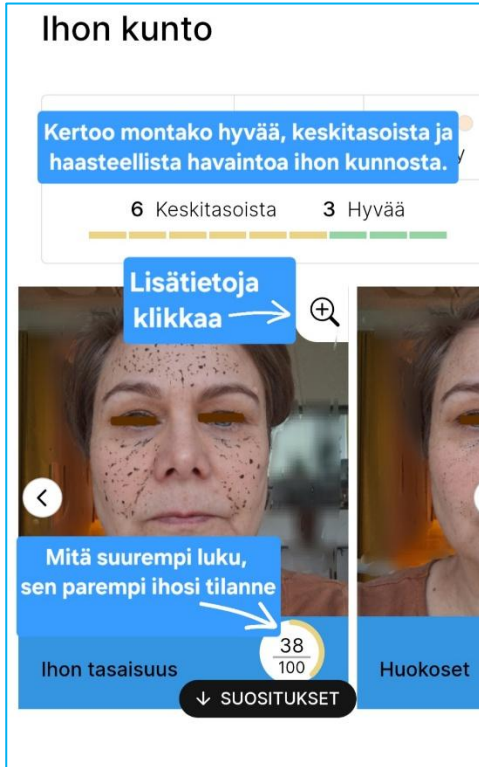 Ihon kunto
Kertoo montako hyvää, keskitasoista ja
haasteellista havaintoa ihon kunnosta.
6 Keskitasoista 3 Hyvää
Lisätietoja
klikkaa
Mitä suurempi luku,
sen parempi ihosi tilanne
38
100
Ihon tasaisuus
Huokoset
↓ SUOSITUKSET